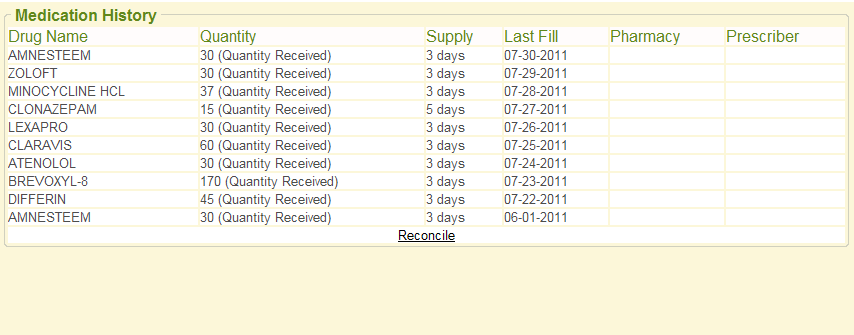 Medication History
Drug Name Quantity Supply Last Fill Pharmacy Prescriber
AMNESTEEM 30 (Quantity Received) 3 days 07-30-2011
ZOLOFT 30 (Quantity Received) 3 days 07-29-2011
MINOCYCLINE HCL 37 (Quantity Received) 3 days 07-28-2011
CLONAZEPAM 15 (Quantity Received) 5 days 07-27-2011
LEXAPRO 30 (Quantity Received) 3 days 07-26-2011
CLARAVIS 60 (Quantity Received) 3 days 07-25-2011
ATENOLOL 30 (Quantity Received) 3 days 07-24-2011
BREVOXYL-8 170 (Quantity Received) 3 days 07-23-2011
DIFFERIN 45 (Quantity Received) 3 days 07-22-2011
AMNESTEEM 30 (Quantity Received) 3 days 06-01-2011
Reconcile